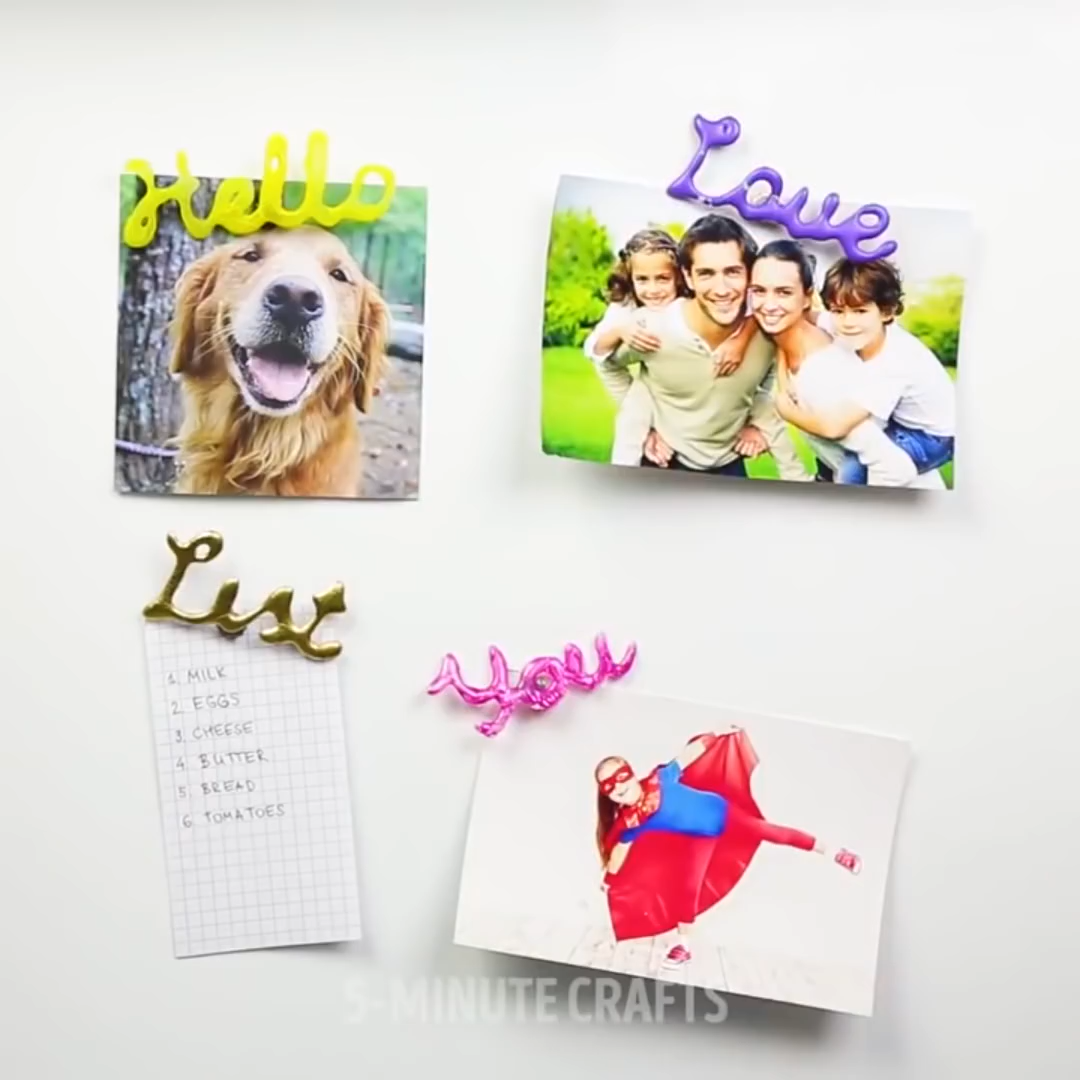 Hello
Love
List
1. MILK
2. EGGS
3. CHEESE
4. BUTTER
5. BREAD
6. TOMATOES
you
5-MINUTE CRAFTS